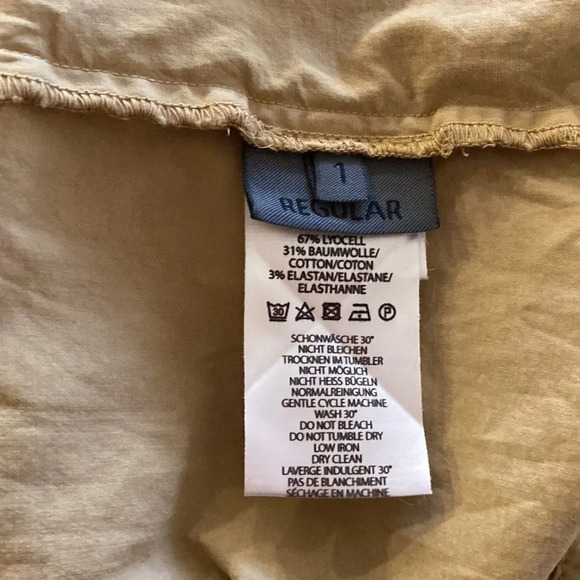 1
REGULAR
67% LYOCELL
31% BAUMWOLLE/
COTTON/COTON
3% ELASTAN/ELASTANE/
ELASTHANNE
30 P
SCHONWÄSCHE 30°
NICHT BLEICHEN
TROCKNEN IM TUMBLER
NICHT MÖGLICH
NICHT HEISS BÜGELN
NORMALREINIGUNG
GENTLE CYCLE MACHINE
WASH 30°
DO NOT BLEACH
DO NOT TUMBLE DRY
LOW IRON
DRY CLEAN
LAVERGE INDULGENT 30°
PAS DE BLANCHIMENT
SÉCHAGE EN MACHINE